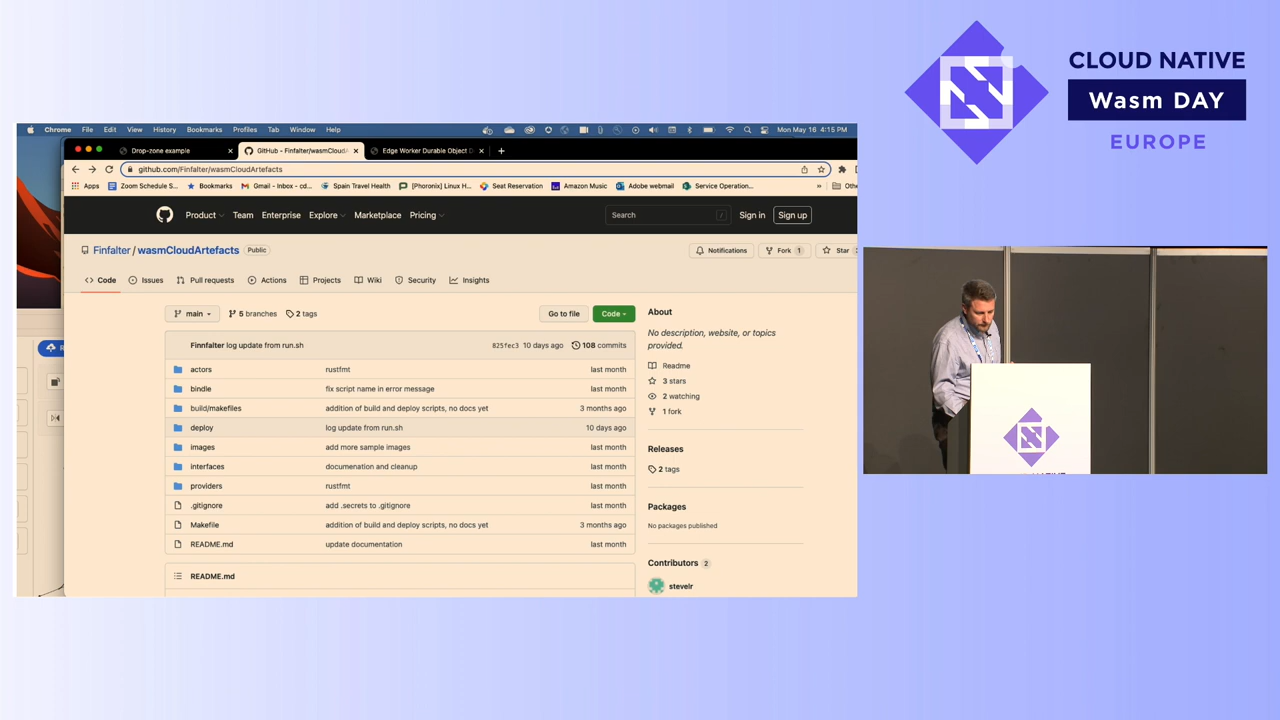 CLOUD NATIVE
Wasm DAY
EUROPE
Chrome File Edit View History Bookmarks Profiles Tab Window Help Mon May 16 4:15 PM
Drop-zone example GitHub - Finfalter/wasmCloudA Edge Worker Durable Object D
github.com/Finfalter/wasmCloudArtefacts
Apps Zoom Schedule S... Bookmarks Gmail - Inbox - cd... Spain Travel Health [Phoronix] Linux H... Seat Reservation Amazon Music Adobe webmail Service Operation... » Oth
Product Team Enterprise Explore Marketplace Pricing Search / Sign in Sign up
Finfalter / wasmCloudArtefacts Public Notifications Fork 1 Star
Code Issues Pull requests Actions Projects Wiki Security Insights
main 5 branches 2 tags Go to file Code
Finnfalter log update from run.sh 825fec3 10 days ago 108 commits
actors rustfmt last month
bindle fix script name in error message last month
build/makefiles addition of build and deploy scripts, no docs yet 3 months ago
deploy log update from run.sh 10 days ago
images add more sample images last month
interfaces documenation and cleanup last month
providers rustfmt last month
.gitignore add .secrets to .gitignore last month
Makefile addition of build and deploy scripts, no docs yet 3 months ago
README.md update documentation last month
README.md
About
No description, website, or topics
provided.
Readme
3 stars
2 watching
1 fork
Releases
2 tags
Packages
No packages published
Contributors 2
stevelr